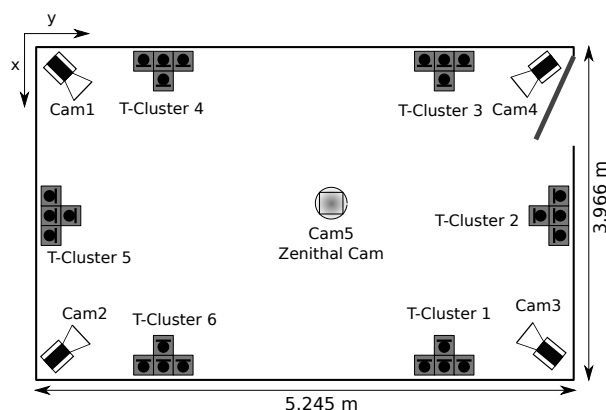 y
x
Cam1
T-Cluster 4
T-Cluster 3
Cam4
T-Cluster 5
Cam5
Zenithal Cam
T-Cluster 2
3.966 m
Cam2
T-Cluster 6
T-Cluster 1
Cam3
5.245 m